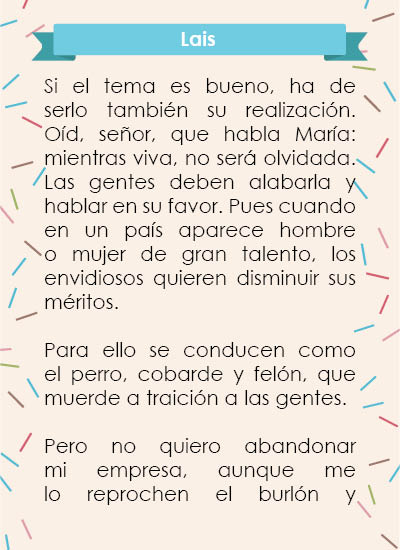 Lais
Si el tema es bueno, ha de
serlo también su realización.
Oíd, señor, que habla María:
mientras viva, no será olvidada.
Las gentes deben alabarla y
hablar en su favor. Pues cuando
en un país aparece hombre
o mujer de gran talento, los
envidiosos quieren disminuir sus
méritos.
Para ello se conducen como
el perro, cobarde y felón, que
muerde a traición a las gentes.
Pero no quiero abandonar
mi empresa, aunque me
lo reprochen el burlón y